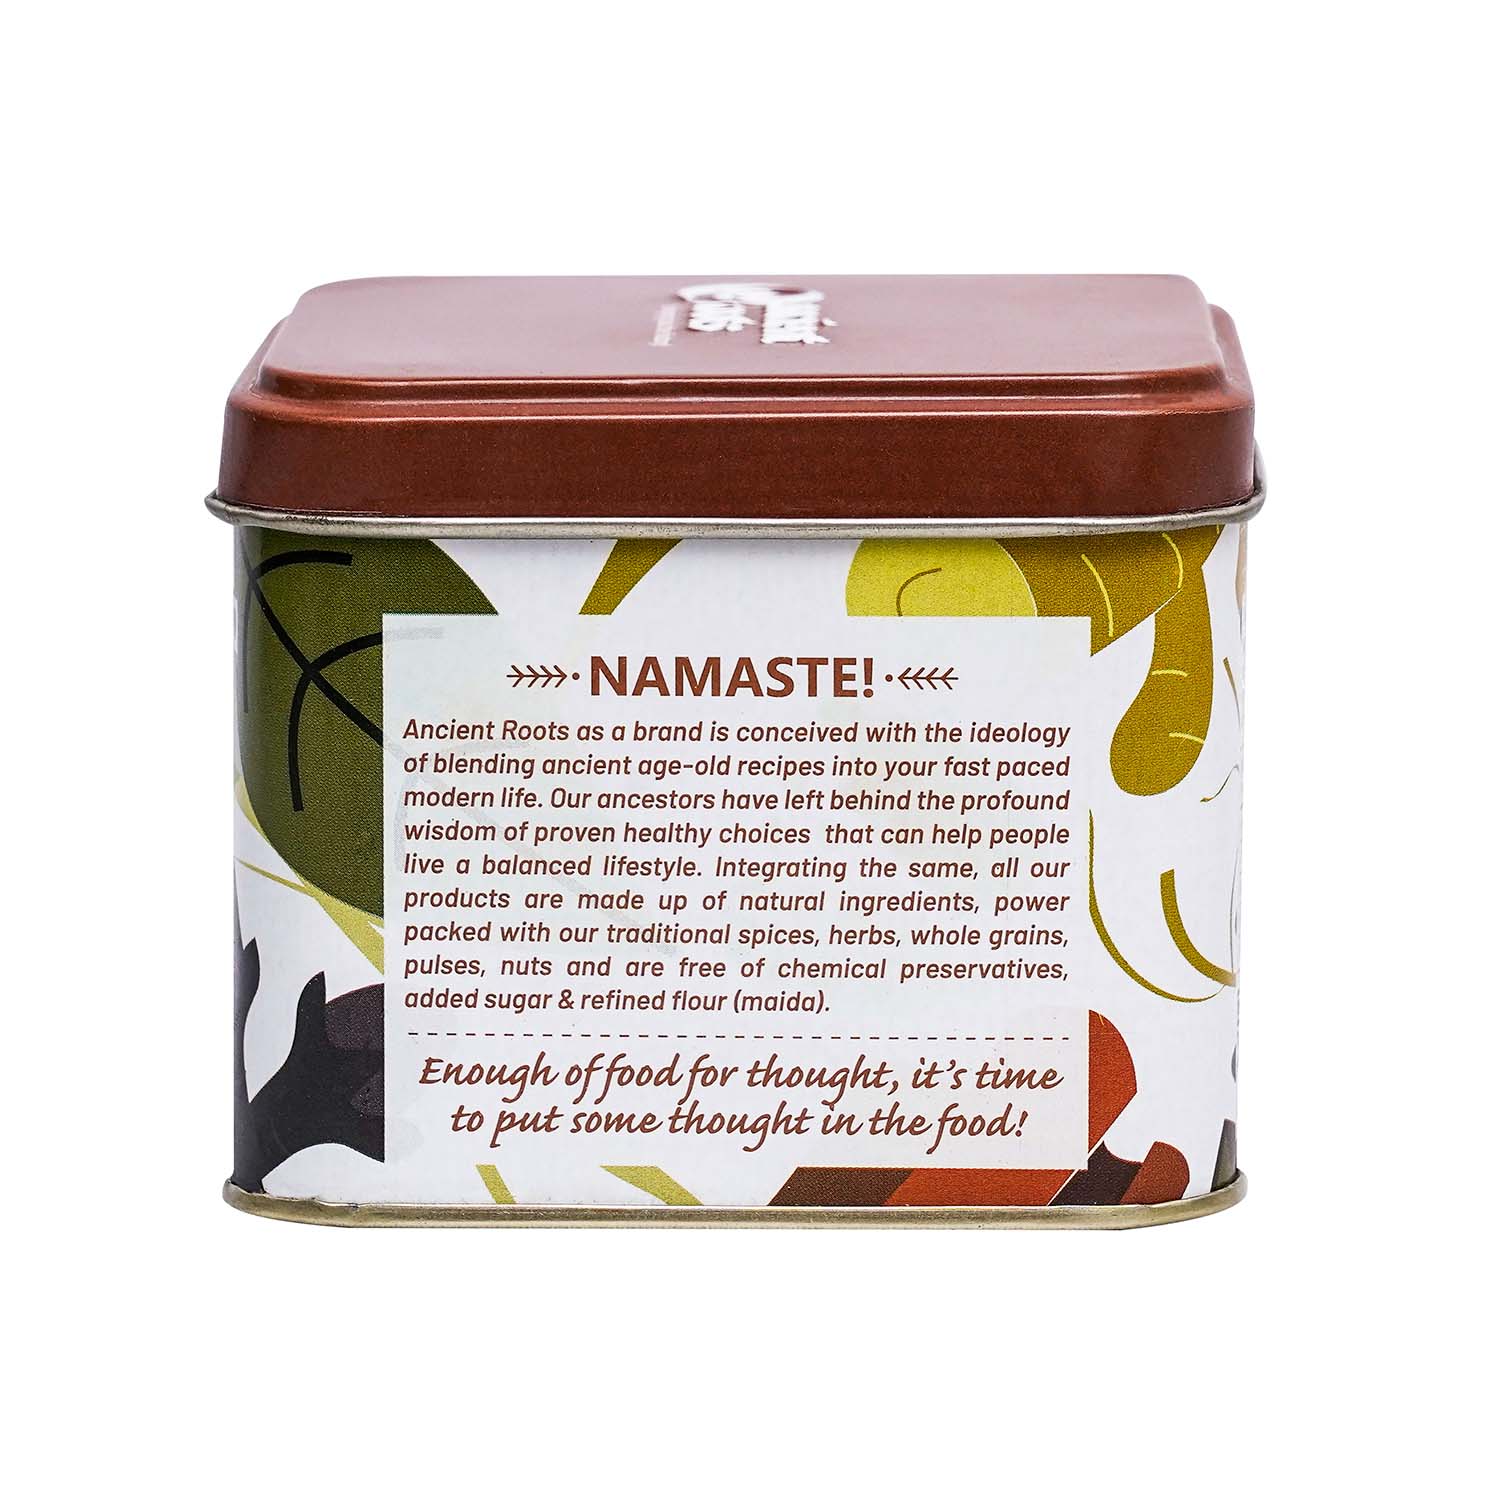 Ancient
Roots
NAMASTE!
Ancient Roots as a brand is conceived with the ideology
of blending ancient age-old recipes into your fast paced
modern life. Our ancestors have left behind the profound
wisdom of proven healthy choices that can help people
live a balanced lifestyle. Integrating the same, all our
products are made up of natural ingredients, power
packed with our traditional spices, herbs, whole grains,
pulses, nuts and are free of chemical preservatives,
added sugar & refined flour (maida).
Enough of food for thought, it's time
to put some thought in the food!